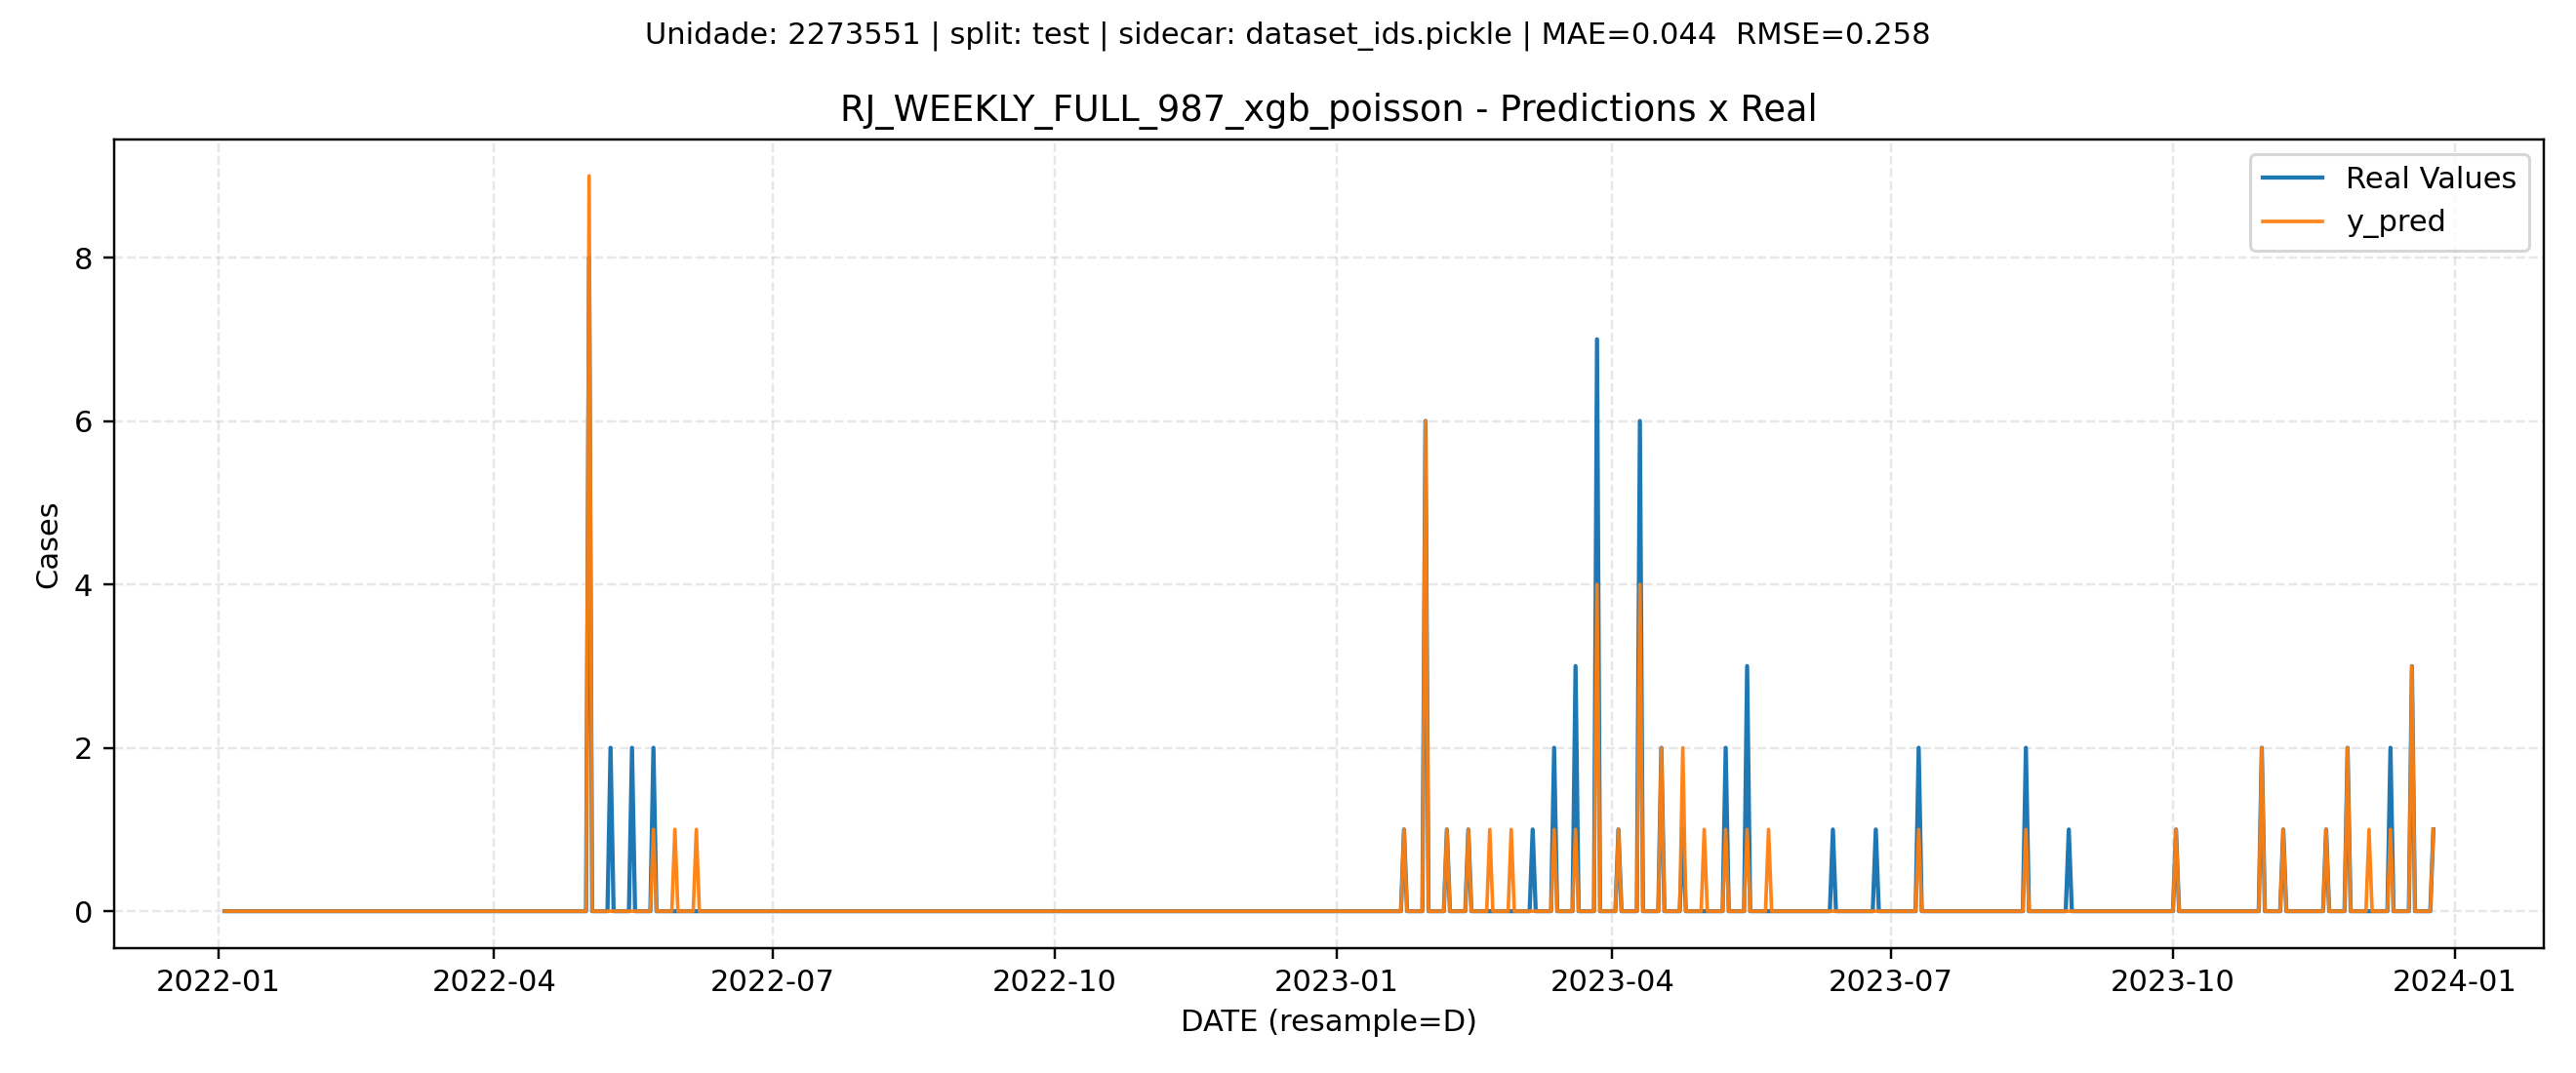 Unidade: 2273551 | split: test | sidecar: dataset_ids.pickle | MAE=0.044  RMSE=0.258
RJ_WEEKLY_FULL_987_xgb_poisson - Predictions x Real
Real Values
y_pred
8
6
4
2
0
Cases
2022-01
2022-04
2022-07
2022-10
2023-01
2023-04
2023-07
2023-10
2024-01
DATE (resample=D)